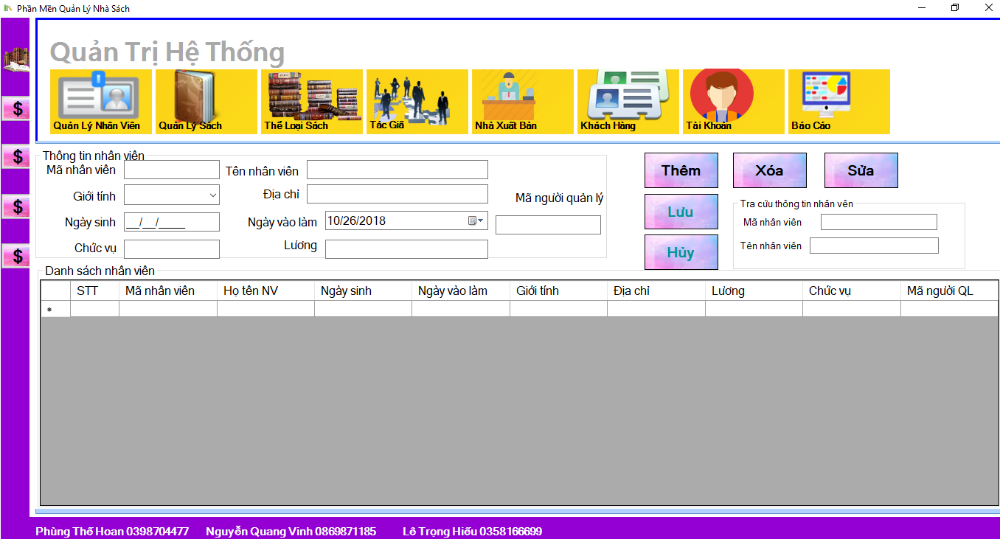 Phần Mền Quản Lý Nhà Sách
Quản Trị Hệ Thống
Quản Lý Nhân Viên Quản Lý Sách Thể Loại Sách Tác Giã Nhà Xuất Bản Khách Hàng Tài Khoản Báo Cáo
$
$
$
$
Thông tin nhân viên
Mã nhân viên Tên nhân viên
Giới tính Địa chỉ Mã người quản lý
Ngày sinh __/__/____ Ngày vào làm 10/26/2018
Chức vụ Lương
Thêm Xóa Sửa
Lưu
Hủy
Tra cứu thông tin nhân vên
Mã nhân viên
Tên nhân viên
Danh sách nhân viên
STT Mã nhân viên Họ tên NV Ngày sinh Ngày vào làm Giới tính Địa chỉ Lương Chức vụ Mã người QL
*
Phùng Thế Hoan 0398704477 Nguyễn Quang Vinh 0869871185 Lê Trọng Hiếu 0358166699